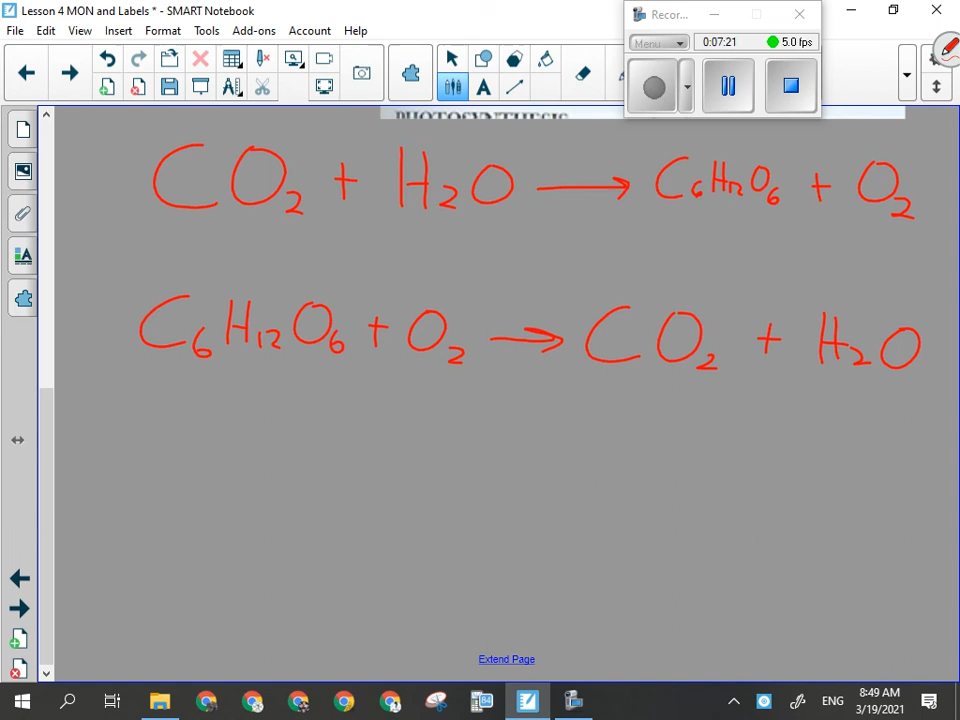 Lesson 4 MON and Labels * - SMART Notebook
File Edit View Insert Format Tools Add-ons Account Help
Recor...
Menu 0:07:21 5.0 fps
PHOTOSYNTHESIS
CO2 + H2O → C6H12O6 + O2
C6H12O6 + O2 → CO2 + H2O
Extend Page
ENG
8:49 AM
3/19/2021